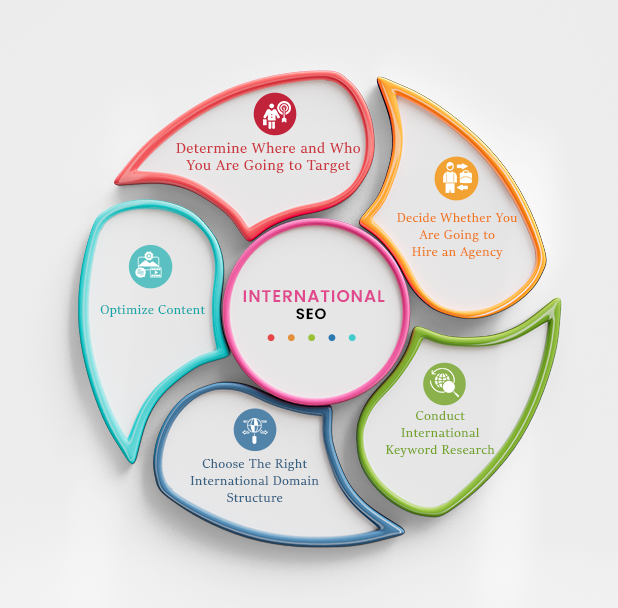 Determine Where and Who
You Are Going to Target
Decide Whether You
Are Going to
Hire an Agency
Conduct
International
Keyword Research
Choose The Right
International Domain
Structure
Optimize Content
INTERNATIONAL
SEO